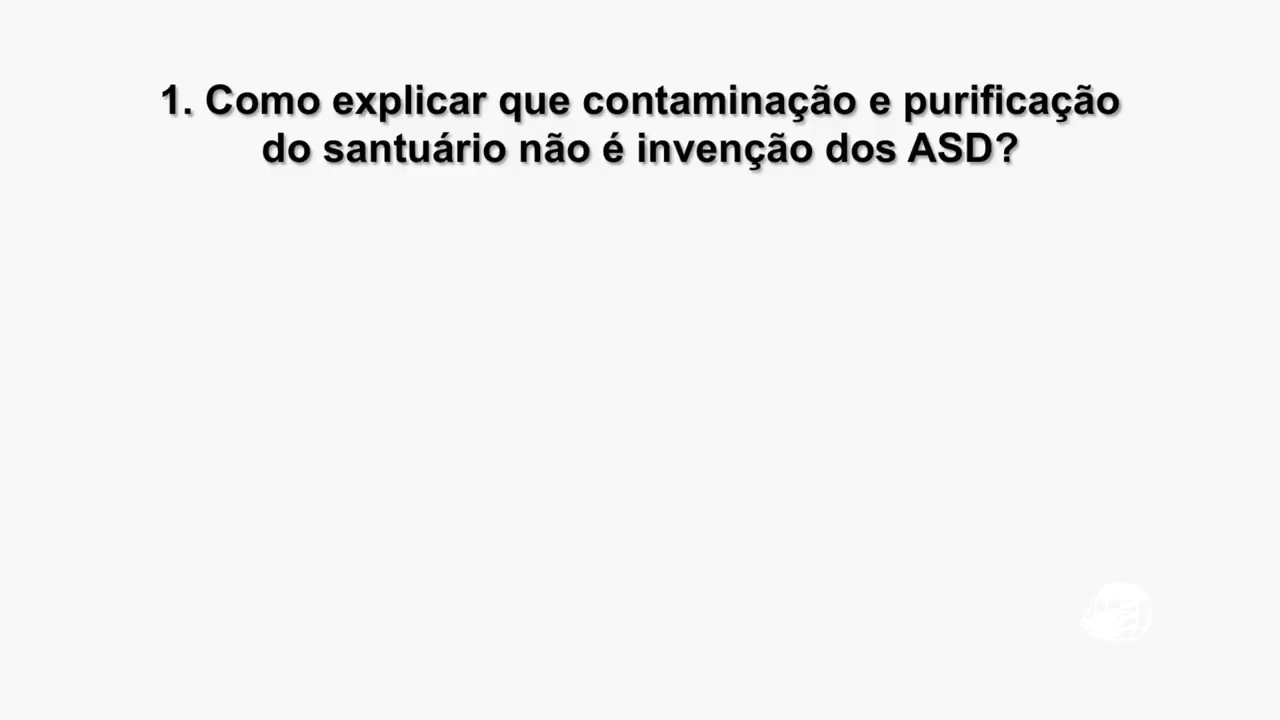 1. Como explicar que contaminação e purificação
do santuário não é invenção dos ASD?